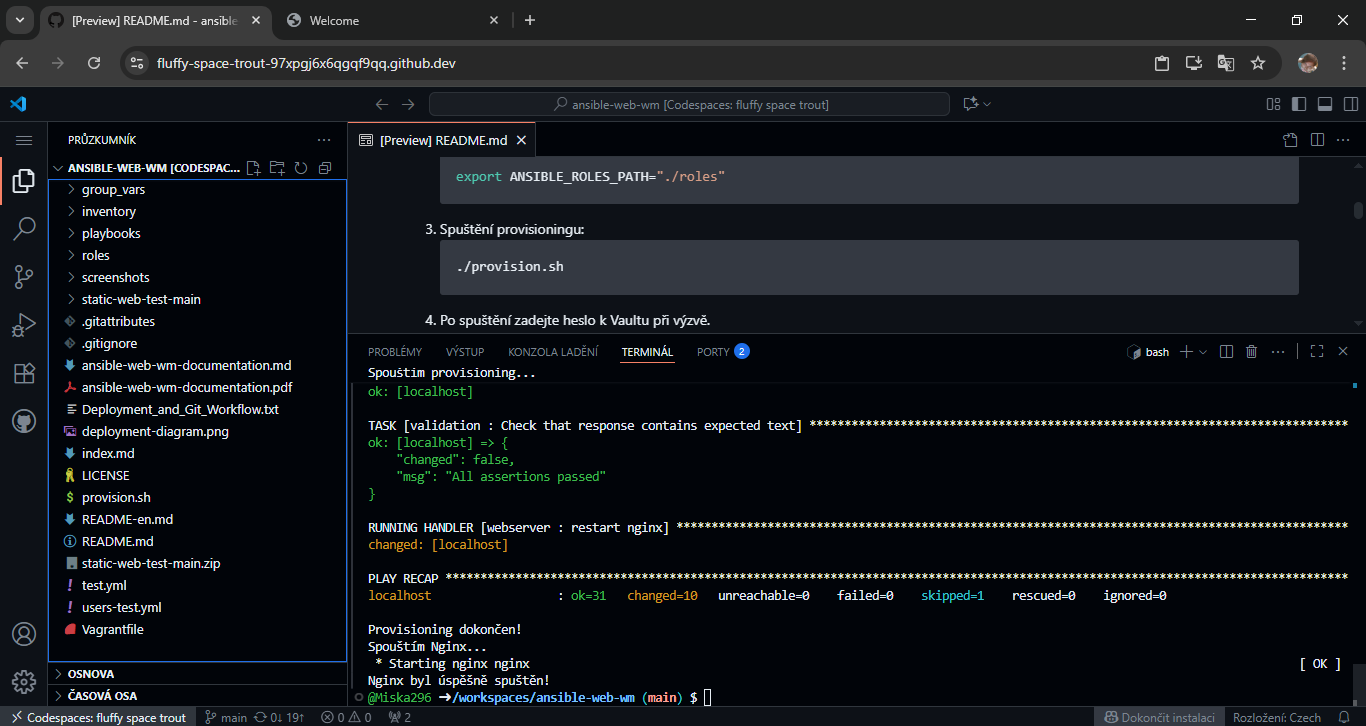 [Preview] README.md - ansible
Welcome
fluffy-space-trout-97xpgj6x6qgqf9qq.github.dev
ansible-web-wm [Codespaces: fluffy space trout]
PRŮZKUMNÍK
ANSIBLE-WEB-WM [CODESPAC...
group_vars
inventory
playbooks
roles
screenshots
static-web-test-main
.gitattributes
.gitignore
ansible-web-wm-documentation.md
ansible-web-wm-documentation.pdf
Deployment_and_Git_Workflow.txt
deployment-diagram.png
index.md
LICENSE
provision.sh
README-en.md
README.md
static-web-test-main.zip
test.yml
users-test.yml
Vagrantfile
OSNOVA
ČASOVÁ OSA
[Preview] README.md
export ANSIBLE_ROLES_PATH="./roles"
3. Spuštění provisioningu:
./provision.sh
4. Po spuštění zadejte heslo k Vaultu při výzvě.
PROBLÉMY VÝSTUP KONZOLA LADĚNÍ TERMINÁL PORTY 2
bash
Spouštím provisioning...
ok: [localhost]
TASK [validation : Check that response contains expected text] ****************************************************************************
ok: [localhost] => {
"changed": false,
"msg": "All assertions passed"
}
RUNNING HANDLER [webserver : restart nginx] ***********************************************************************************************
changed: [localhost]
PLAY RECAP ********************************************************************************************************************************
localhost : ok=31 changed=10 unreachable=0 failed=0 skipped=1 rescued=0 ignored=0
Provisioning dokončen!
Spouštím Nginx...
* Starting nginx nginx [ OK ]
Nginx byl úspěšně spuštěn!
@Miska296 ➜/workspaces/ansible-web-wm (main) $
Codespaces: fluffy space trout main 0↓ 19↑ 0 0 2 Dokončit instalaci Rozložení: Czech